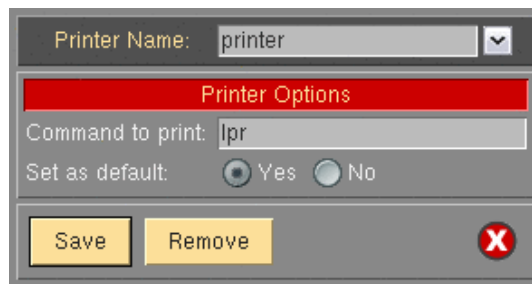 Printer Name: printer
Printer Options
Command to print: lpr
Set as default: Yes No
Save Remove